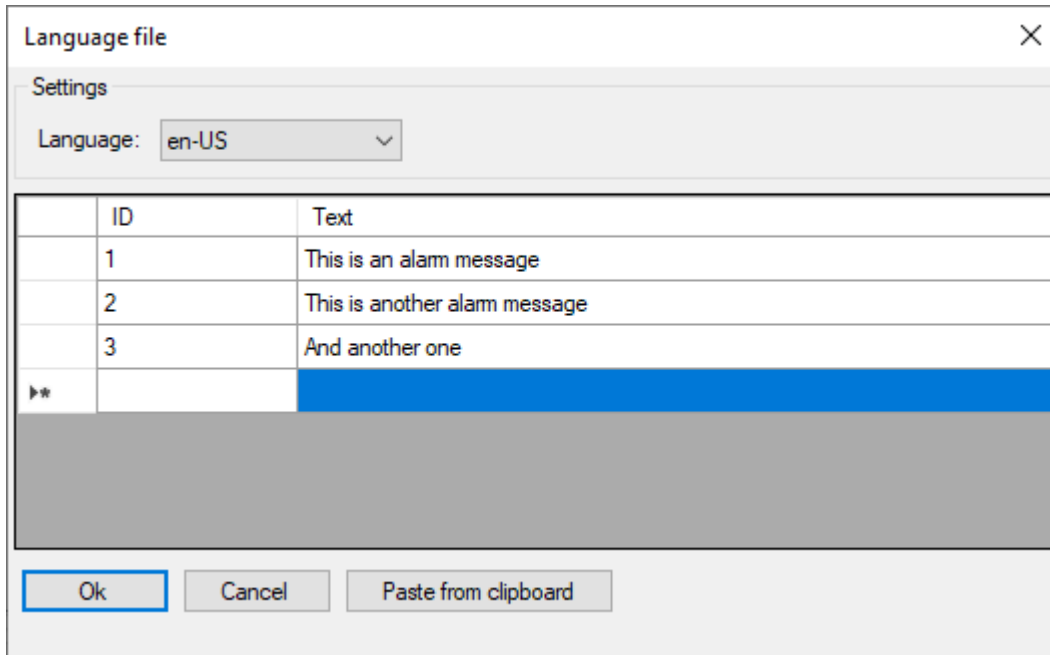 Language file
Settings
Language: en-US
ID Text
1 This is an alarm message
2 This is another alarm message
3 And another one
Ok Cancel Paste from clipboard